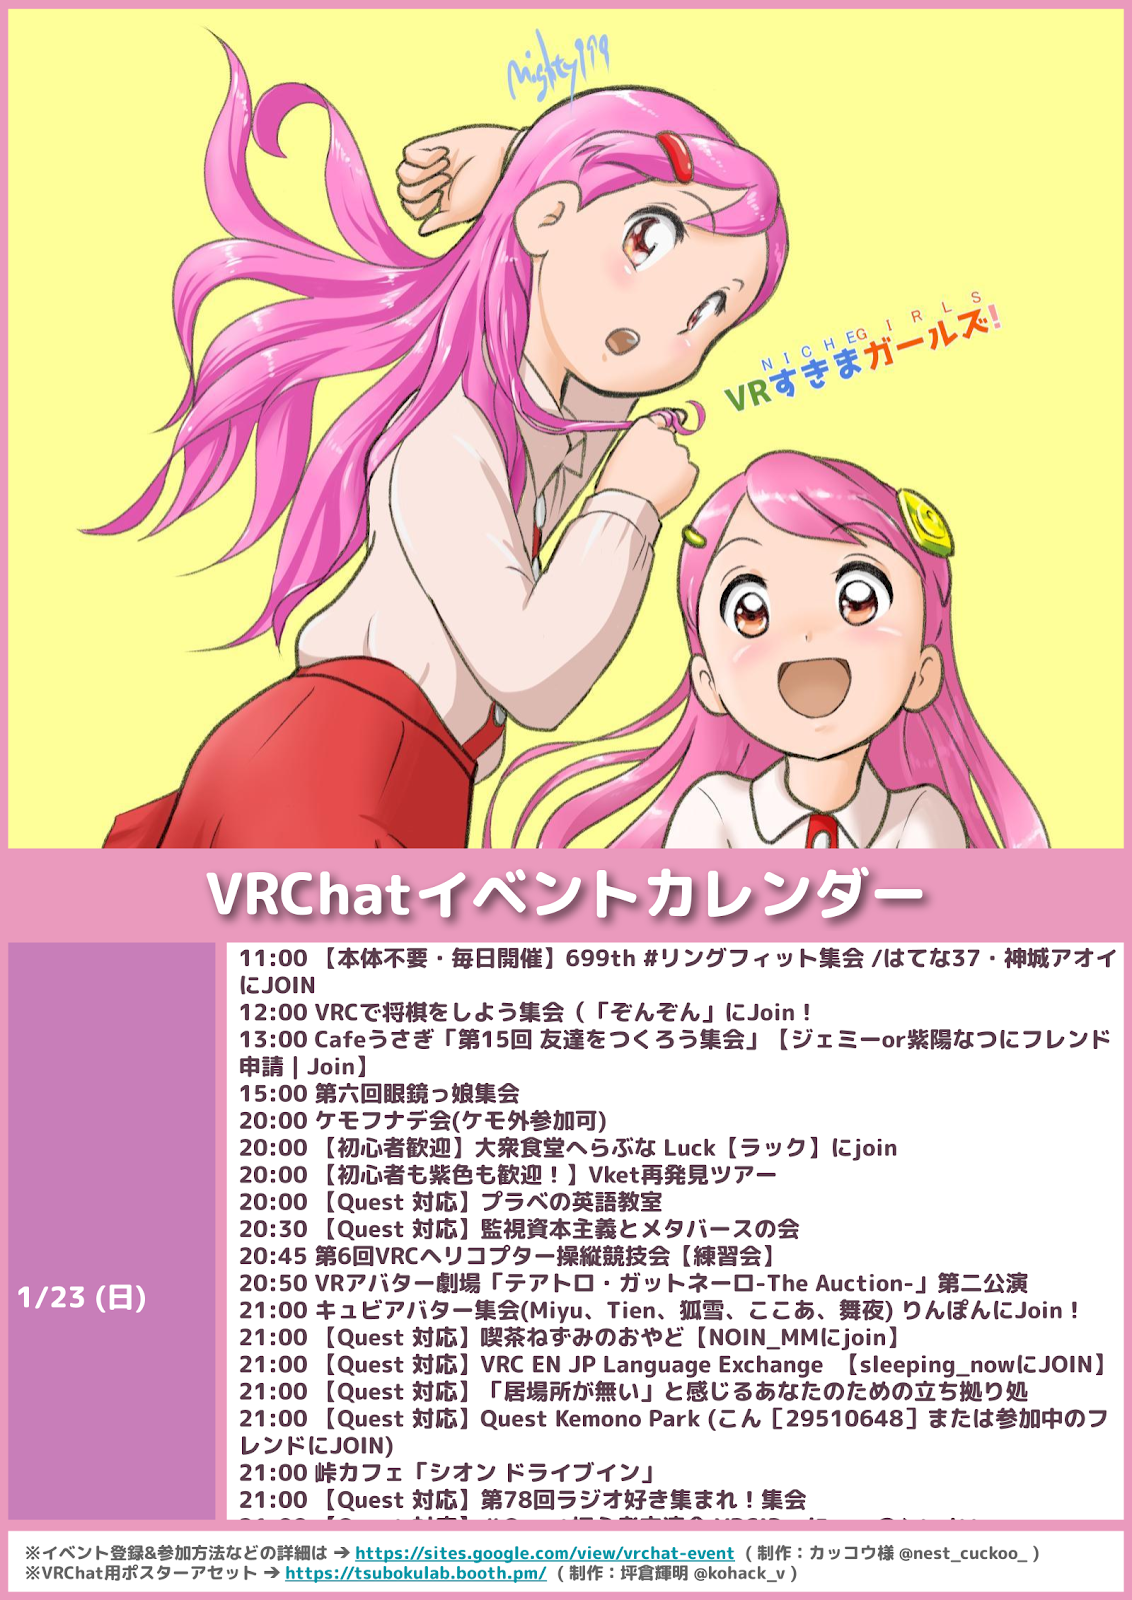 mighty199
NICHE GIRLS
VRすきまガールズ!
VRChatイベントカレンダー
1/23 (日)
11:00 【本体不要・毎日開催】699th #リングフィット集会 /はてな37・神城アオイ
にJOIN
12:00 VRCで将棋をしよう集会（「ぞんぞん」にJoin！
13:00 Cafeうさぎ「第15回 友達をつくろう集会」【ジェミーor紫陽なつにフレンド
申請 | Join】
15:00 第六回眼鏡っ娘集会
20:00 ケモフナデ会(ケモ外参加可)
20:00 【初心者歓迎】大衆食堂へらぶな Luck【ラック】にjoin
20:00 【初心者も紫色も歓迎！】Vket再発見ツアー
20:00 【Quest 対応】プラベの英語教室
20:30 【Quest 対応】監視資本主義とメタバースの会
20:45 第6回VRCヘリコプター操縦競技会【練習会】
20:50 VRアバター劇場「テアトロ・ガットネーロ-The Auction-」第二公演
21:00 キュビアバター集会(Miyu、Tien、狐雪、ここあ、舞夜) りんぽんにJoin！
21:00 【Quest 対応】喫茶ねずみのおやど【NOIN_MMにjoin】
21:00 【Quest 対応】VRC EN JP Language Exchange 【sleeping_nowにJOIN】
21:00 【Quest 対応】「居場所が無い」と感じるあなたのための立ち拠り処
21:00 【Quest 対応】Quest Kemono Park (こん［29510648］または参加中のフ
レンドにJOIN)
21:00 峠カフェ「シオン ドライブイン」
21:00 【Quest 対応】第78回ラジオ好き集まれ！集会
※イベント登録&参加方法などの詳細は → https://sites.google.com/view/vrchat-event ( 制作：カッコウ様 @nest_cuckoo_ )
※VRChat用ポスターアセット → https://tsubokulab.booth.pm/ ( 制作：坪倉輝明 @kohack_v )